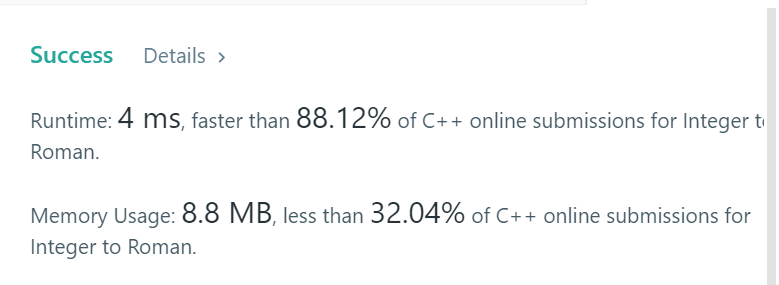 Success Details >
Runtime: 4 ms, faster than 88.12% of C++ online submissions for Integer
Roman.
Memory Usage: 8.8 MB, less than 32.04% of C++ online submissions for
Integer to Roman.